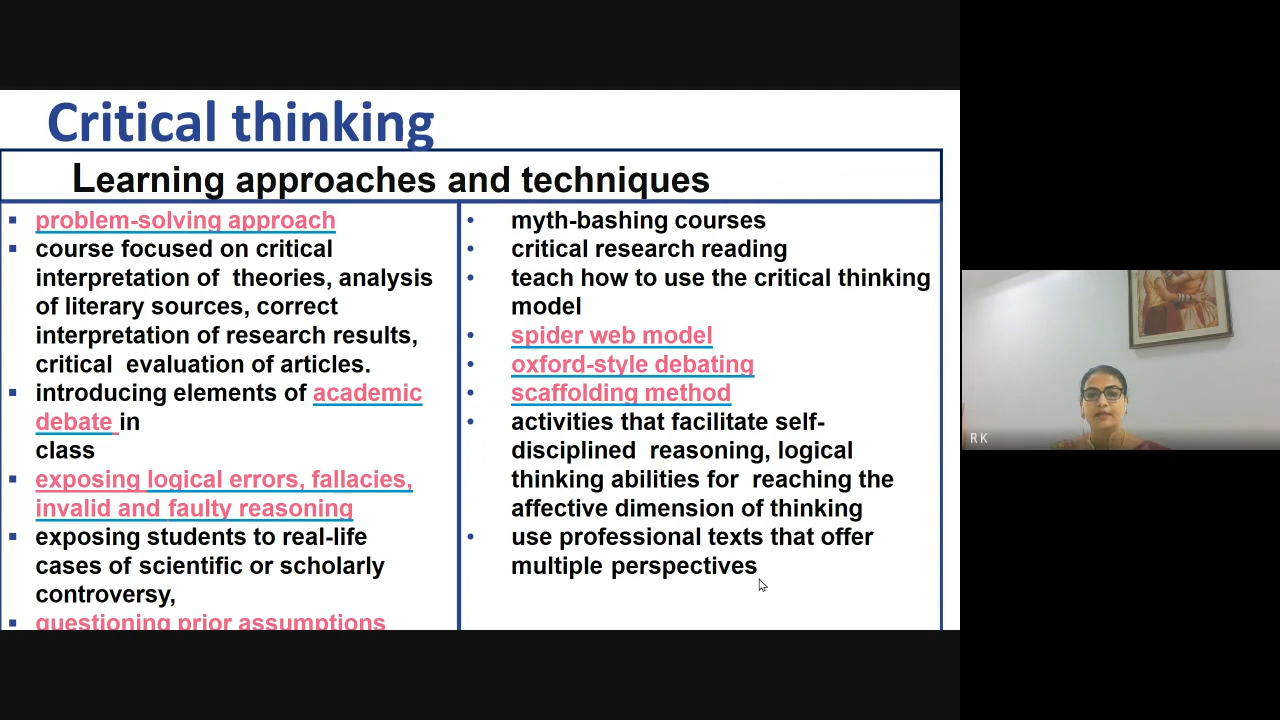 Critical thinking
Learning approaches and techniques
▪ problem-solving approach
▪ course focused on critical
interpretation of theories, analysis
of literary sources, correct
interpretation of research results,
critical evaluation of articles.
▪ introducing elements of academic
debate in
class
▪ exposing logical errors, fallacies,
invalid and faulty reasoning
▪ exposing students to real-life
cases of scientific or scholarly
controversy,
questioning prior assumptions
• myth-bashing courses
• critical research reading
• teach how to use the critical thinking
model
• spider web model
• oxford-style debating
• scaffolding method
• activities that facilitate self-
disciplined reasoning, logical
thinking abilities for reaching the
affective dimension of thinking
• use professional texts that offer
multiple perspectives
RK